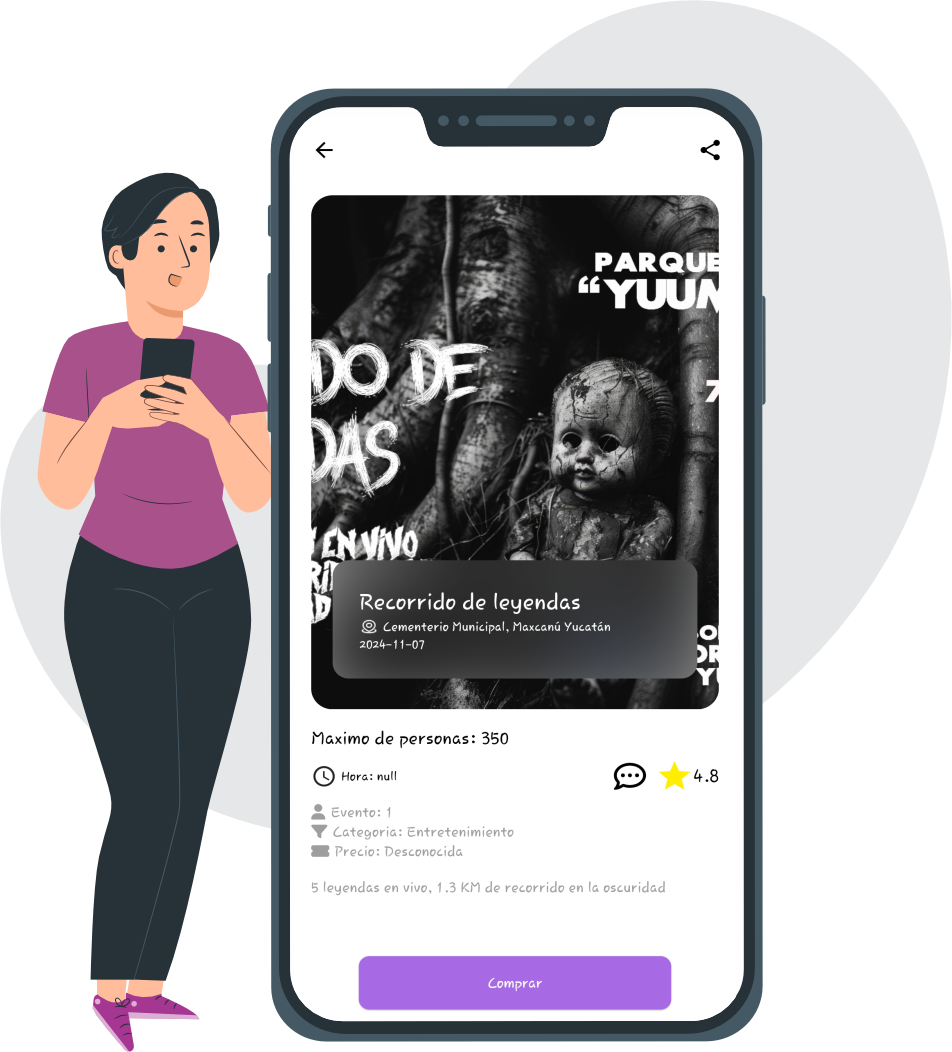 PARQUE
“YUUM
DO DE
7
DAS
EN VIVO
Recorrido de leyendas
Cementerio Municipal, Maxcanú Yucatán
2024-11-07
Maximo de personas: 350
Hora: null
4.8
Evento: 1
Categoria: Entretenimiento
Precio: Desconocida
5 leyendas en vivo, 1.3 KM de recorrido en la oscuridad
Comprar